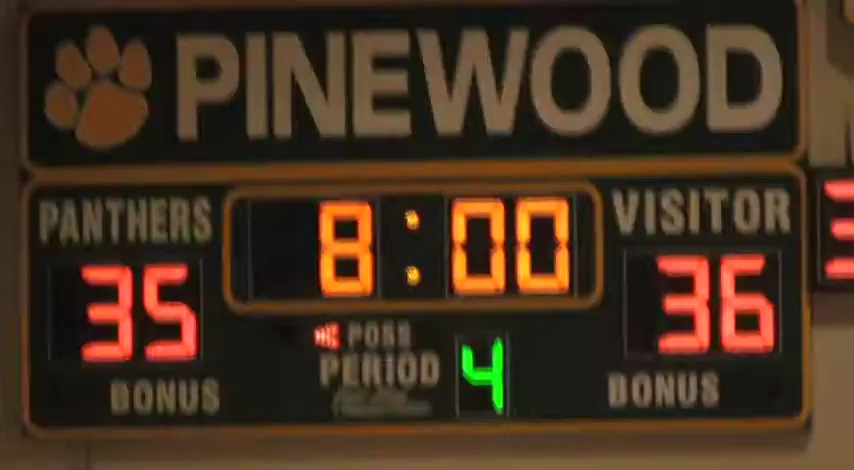 PINEWOOD
PANTHERS 8:00 VISITOR
35 36
POSS
PERIOD 4
BONUS BONUS